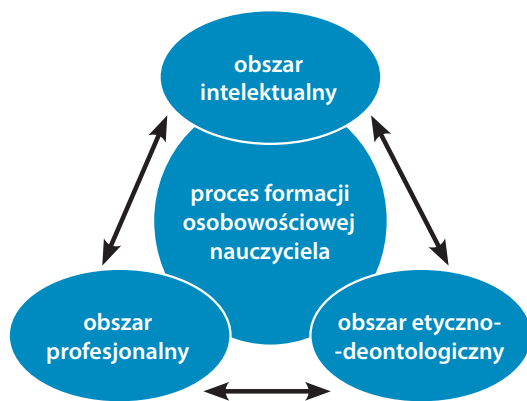 obszar
intelektualny
proces formacji
osobowościowej
nauczyciela
obszar
profesjonalny
obszar etyczno-
-deontologiczny